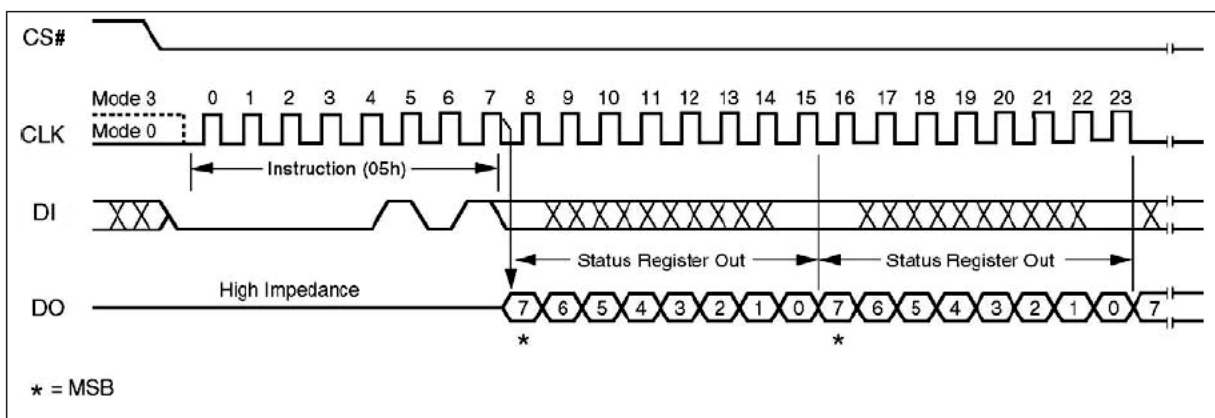 CS#
Mode 3 0 1 2 3 4 5 6 7 8 9 10 11 12 13 14 15 16 17 18 19 20 21 22 23
CLK Mode 0
Instruction (05h)
DI
Status Register Out Status Register Out
High Impedance
DO 7 6 5 4 3 2 1 0 7 6 5 4 3 2 1 0 7
* *
* = MSB